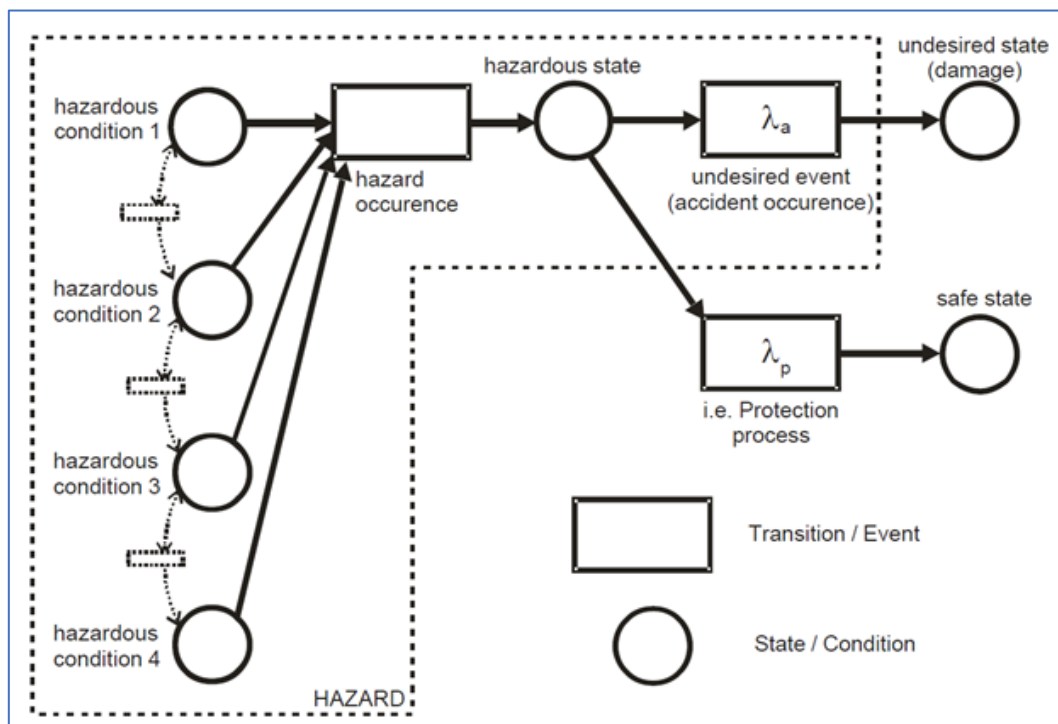 hazardous
condition 1
hazardous
condition 2
hazardous
condition 3
hazardous
condition 4
hazard
occurence
hazardous state
λa
undesired event
(accident occurence)
undesired state
(damage)
λp
i.e. Protection
process
safe state
Transition / Event
State / Condition
HAZARD